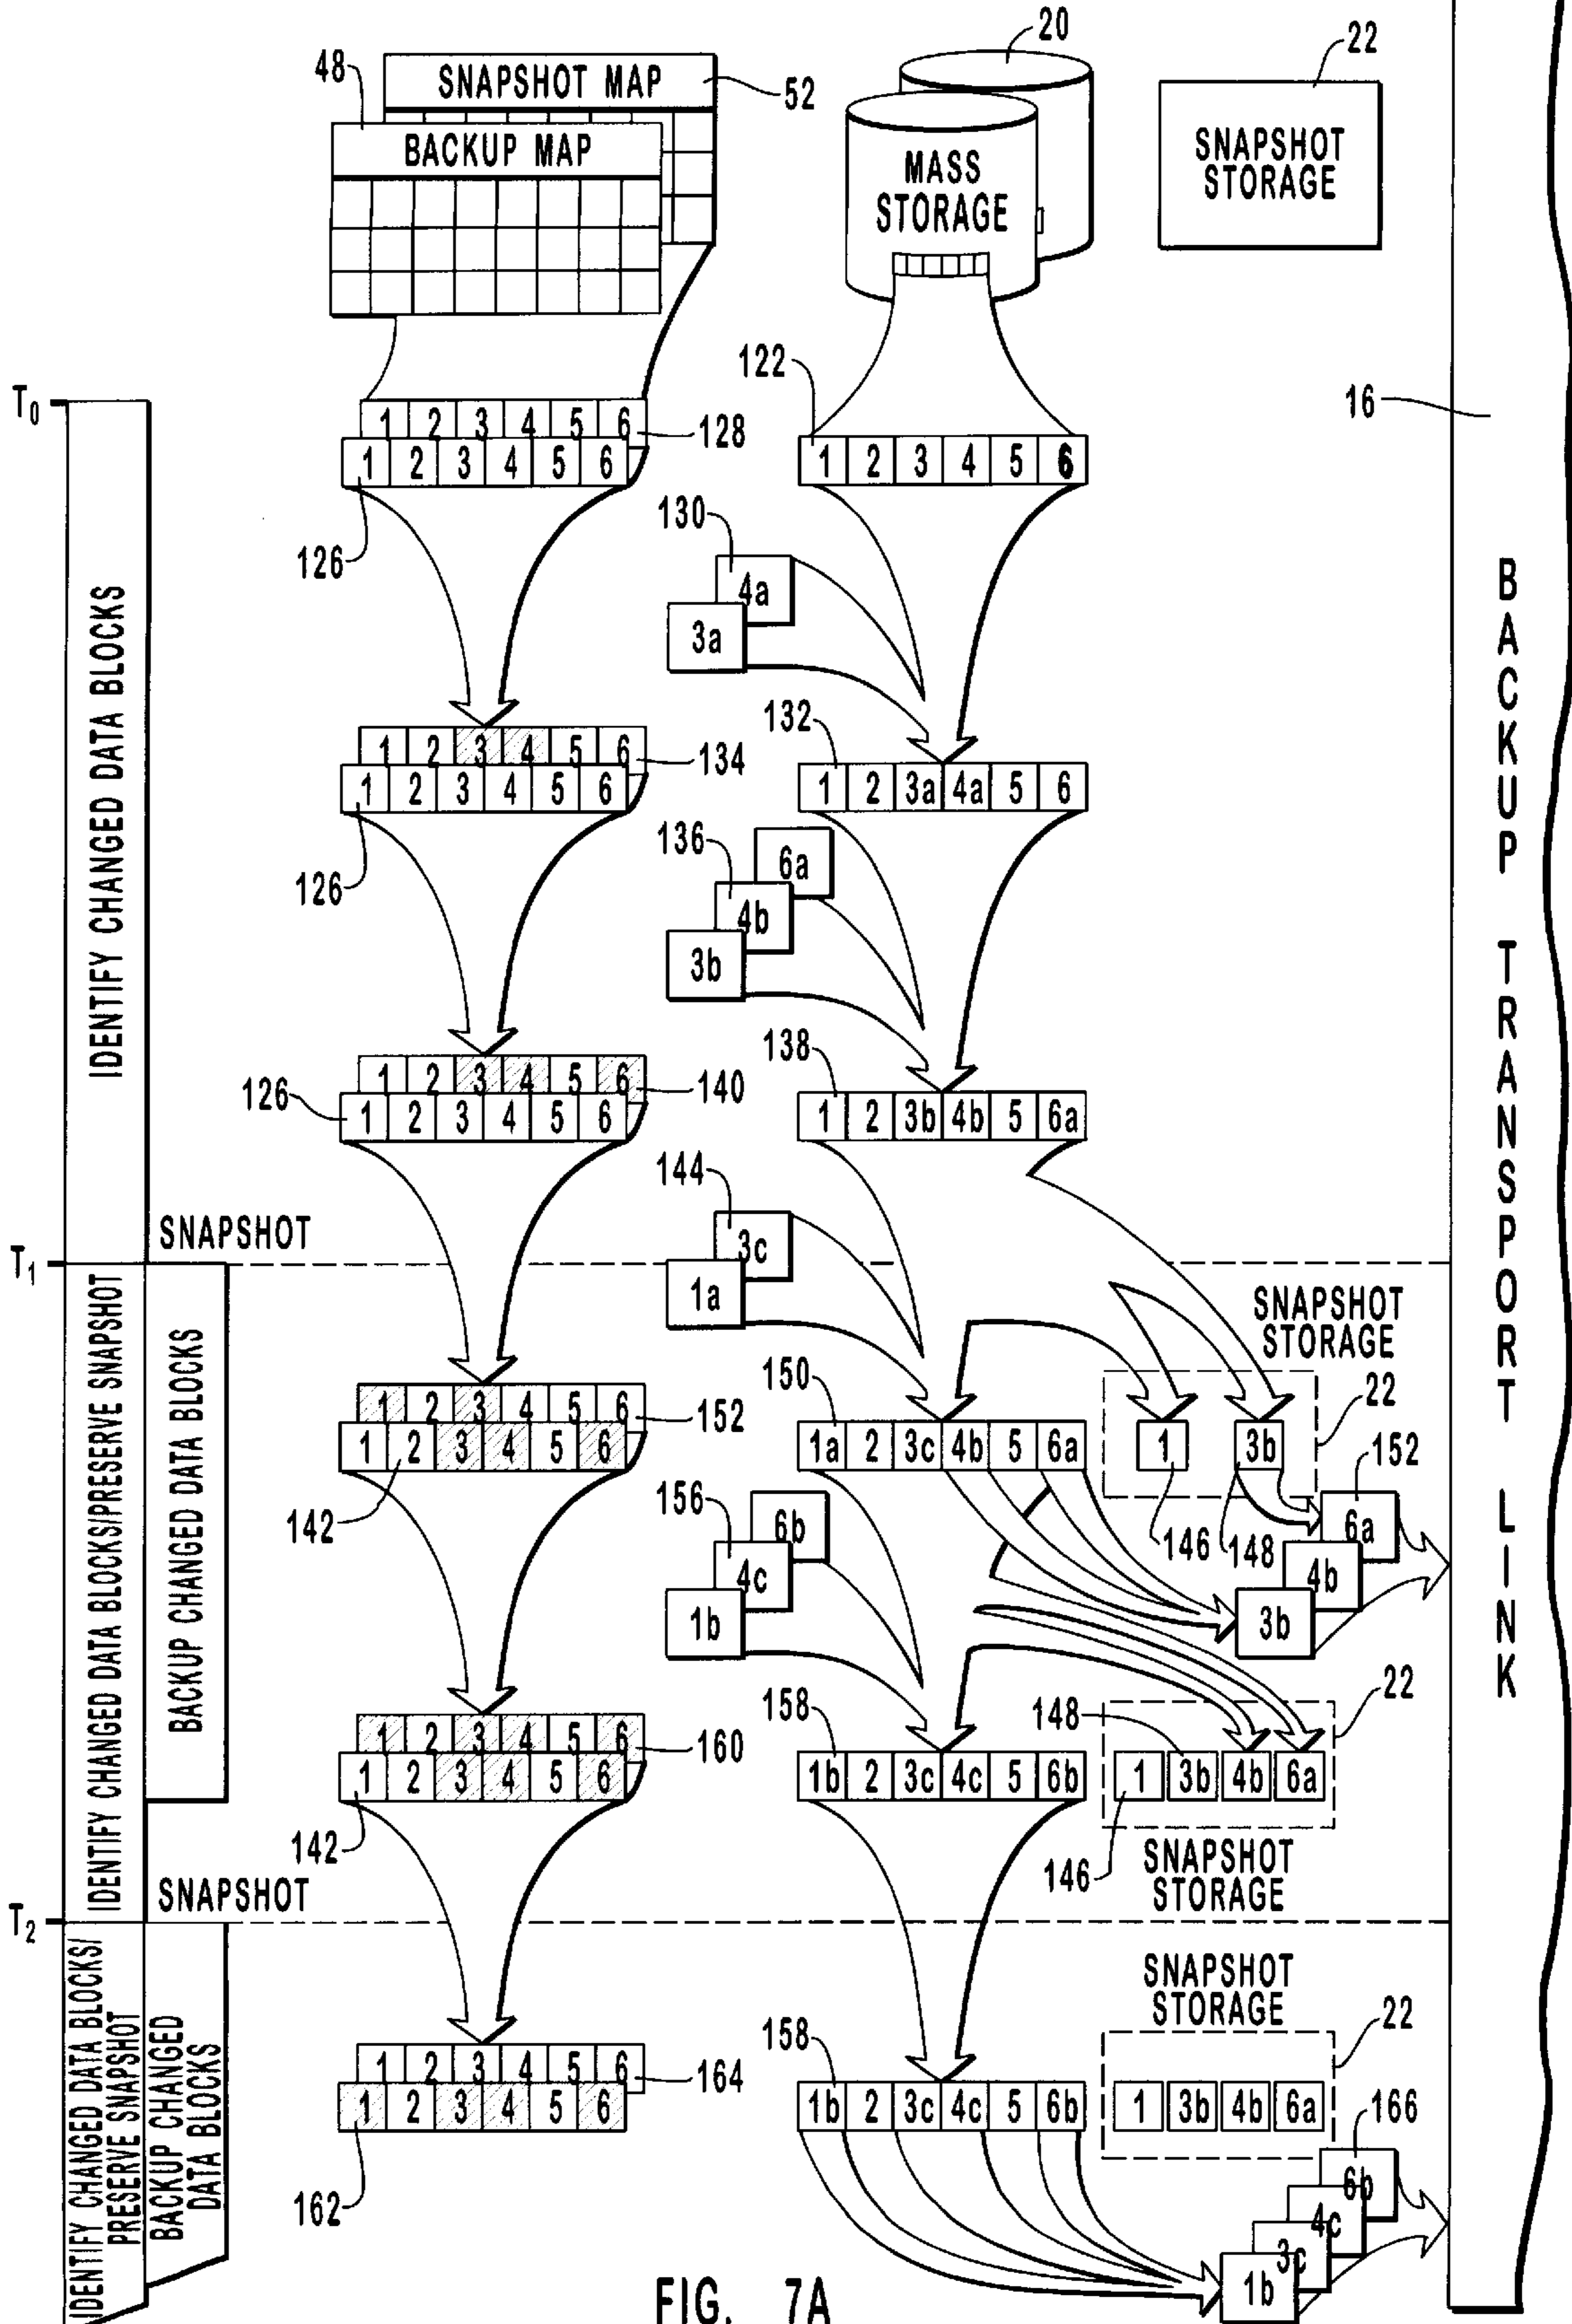 20
22
48
SNAPSHOT MAP
52
BACKUP MAP
MASS
STORAGE
SNAPSHOT
STORAGE
122
16
T0
1 2 3 4 5 6
128
1 2 3 4 5 6
1 2 3 4 5 6
126
130
4a
3a
IDENTIFY CHANGED DATA BLOCKS
BACKUP TRANSPORT LINK
132
1 2 3 4 5 6
134
1 2 3 4 5 6
1 2 3a 4a 5 6
126
136
6a
4b
3b
138
1 2 3 4 5 6
140
126
1 2 3 4 5 6
1 2 3b 4b 5 6a
144
3c
1a
SNAPSHOT
T1
IDENTIFY CHANGED DATA BLOCKS/PRESERVE SNAPSHOT
BACKUP CHANGED DATA BLOCKS
SNAPSHOT
STORAGE
150
22
1 2 3 4 5 6
152
1 2 3 4 5 6
1a 2 3c 4b 5 6a
1
3b
152
142
156
146
148
6a
4b
3b
6b
4c
1b
158
148
22
1 2 3 4 5 6
160
1 2 3 4 5 6
1b 2 3c 4c 5 6b
1 3b 4b 6a
142
146
SNAPSHOT
STORAGE
SNAPSHOT
T2
IDENTIFY CHANGED DATA BLOCKS/
PRESERVE SNAPSHOT
BACKUP CHANGED
DATA BLOCKS
SNAPSHOT
STORAGE
158
22
1 2 3 4 5 6
164
1 2 3 4 5 6
1b 2 3c 4c 5 6b
1 3b 4b 6a
166
162
6b
4c
3c
1b
FIG. 7A